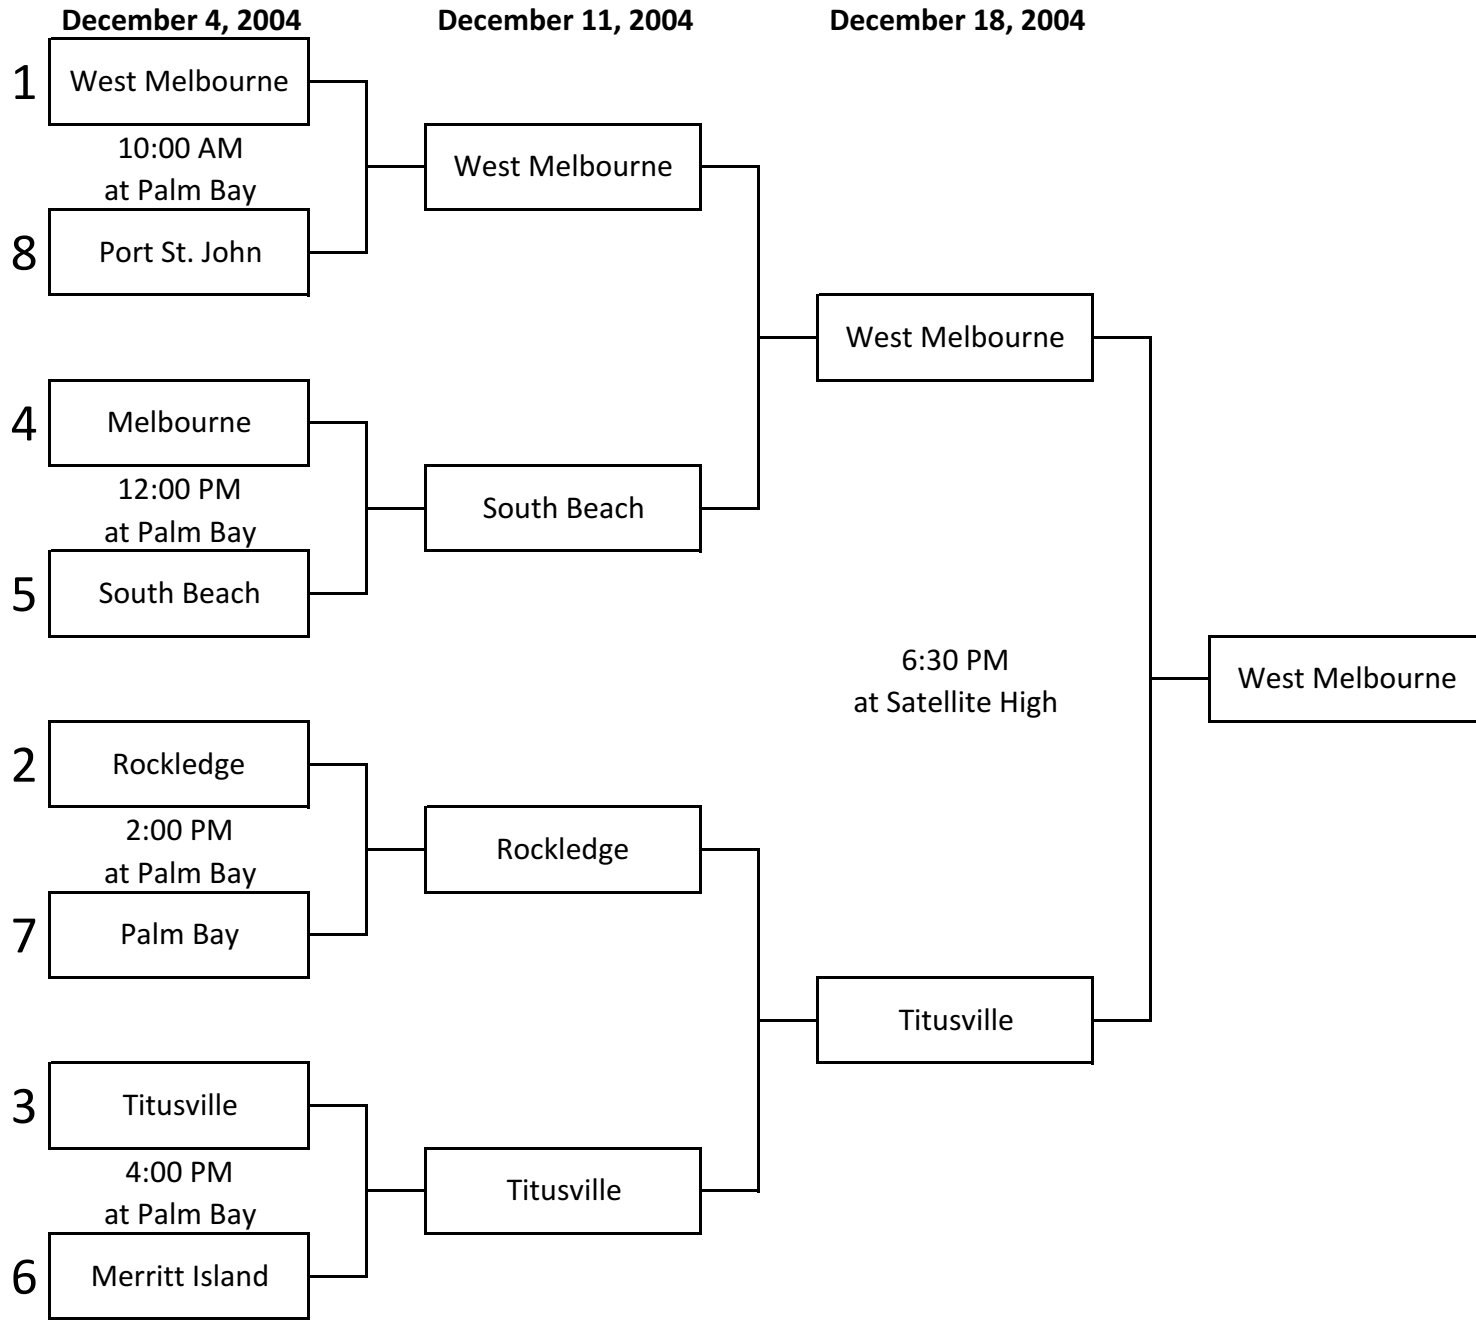 December 4, 2004
December 11, 2004
December 18, 2004
1
West Melbourne
10:00 AM
at Palm Bay
8
Port St. John
West Melbourne
4
Melbourne
12:00 PM
at Palm Bay
5
South Beach
South Beach
West Melbourne
2
Rockledge
2:00 PM
at Palm Bay
7
Palm Bay
Rockledge
3
Titusville
4:00 PM
at Palm Bay
6
Merritt Island
Titusville
Titusville
6:30 PM
at Satellite High
West Melbourne